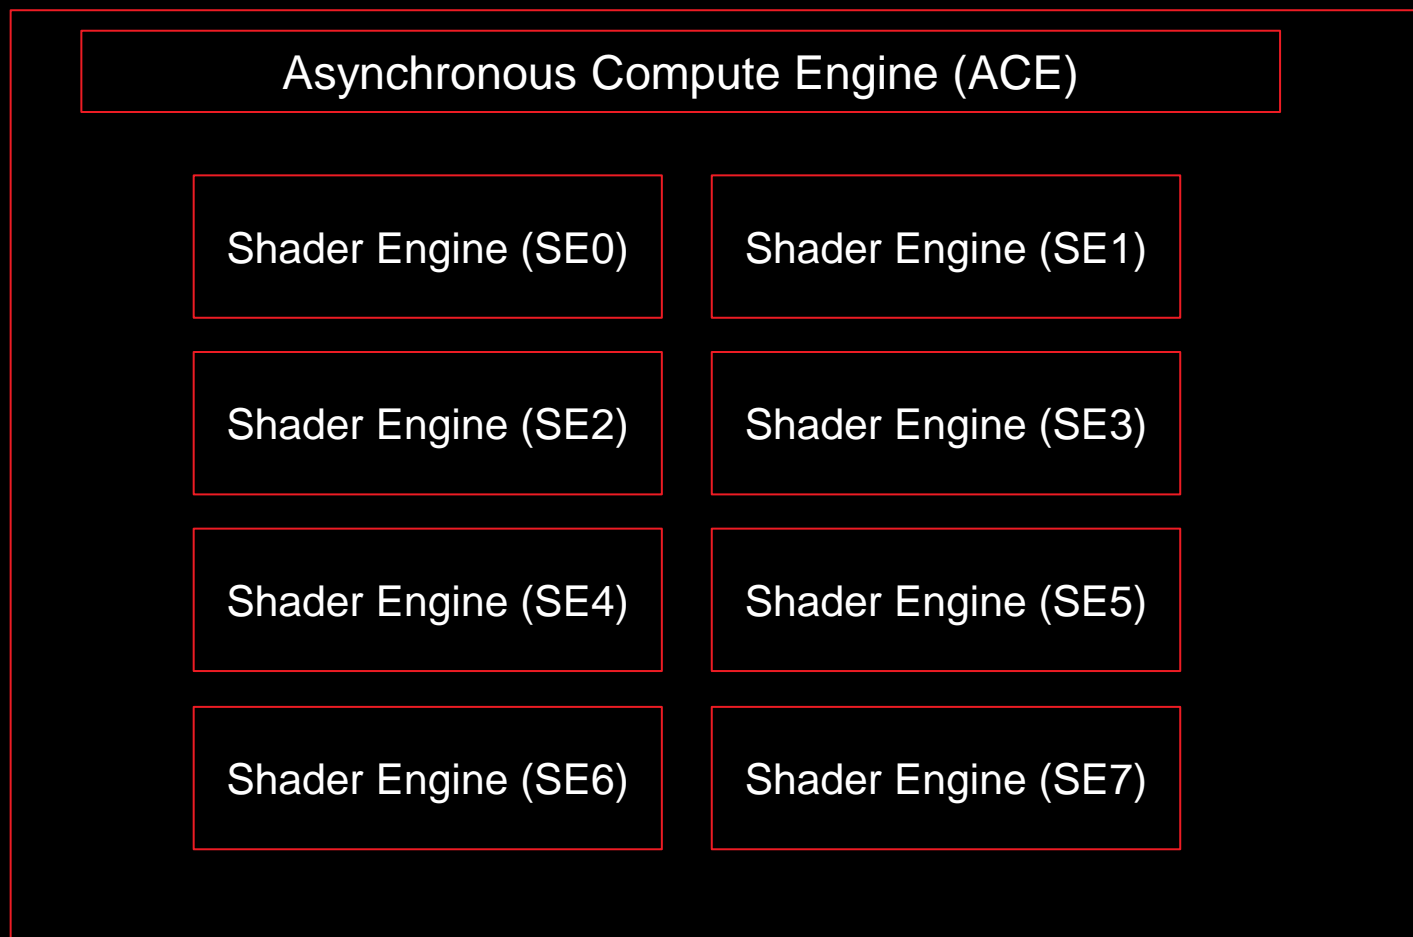 Asynchronous Compute Engine (ACE)
Shader Engine (SE0)
Shader Engine (SE1)
Shader Engine (SE2)
Shader Engine (SE3)
Shader Engine (SE4)
Shader Engine (SE5)
Shader Engine (SE6)
Shader Engine (SE7)